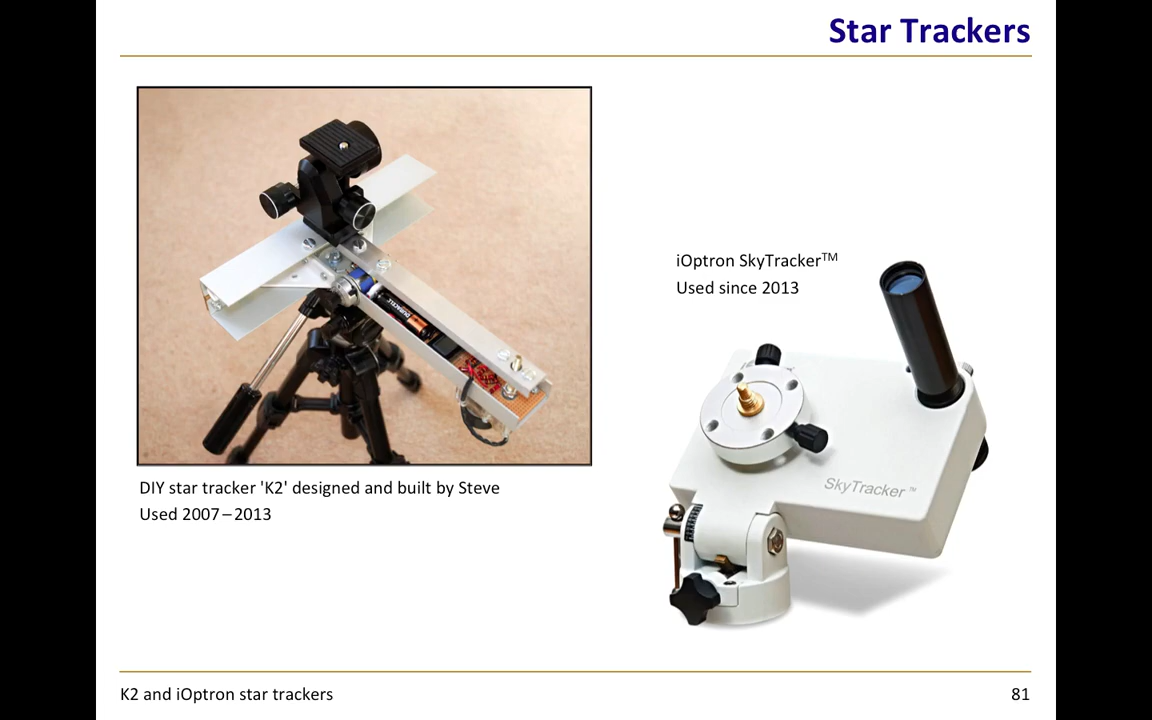 Star Trackers
iOptron SkyTracker™
Used since 2013
SkyTracker™
DIY star tracker 'K2' designed and built by Steve
Used 2007–2013
K2 and iOptron star trackers
81